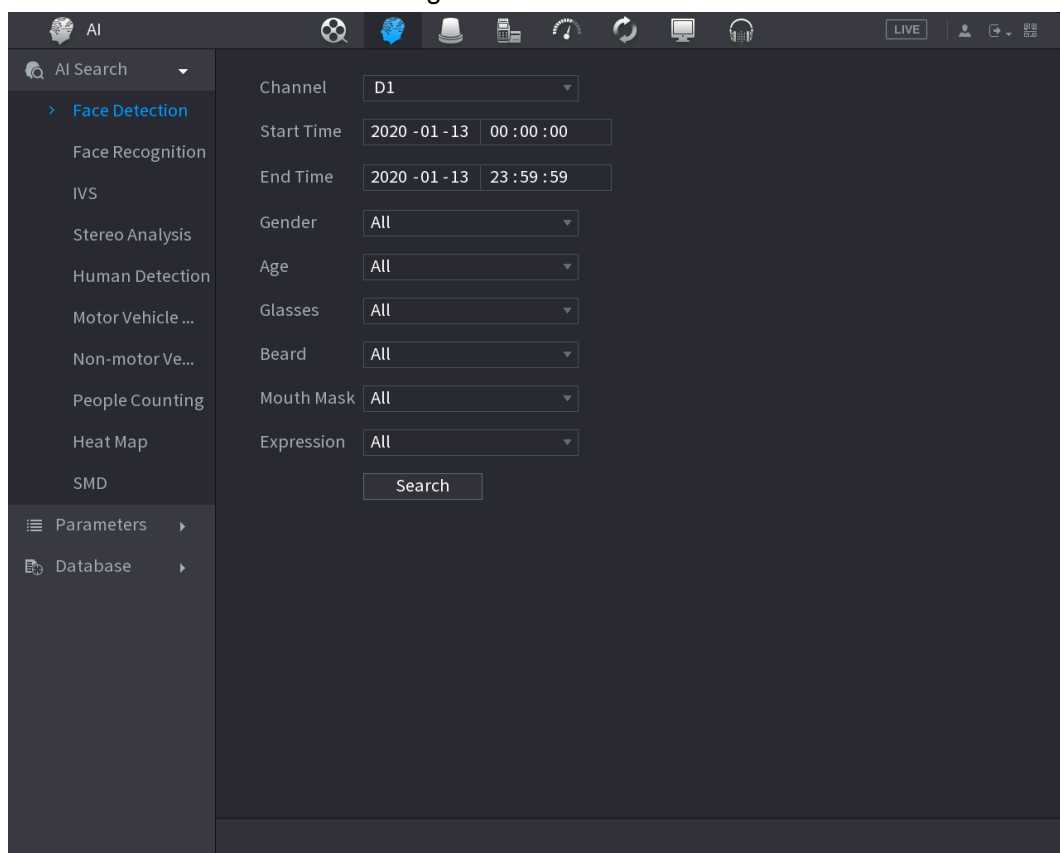 AI
LIVE
AI Search
Face Detection
Face Recognition
IVS
Stereo Analysis
Human Detection
Motor Vehicle ...
Non-motor Ve...
People Counting
Heat Map
SMD
Parameters
Database
Channel D1
Start Time 2020 -01 -13 00 :00 :00
End Time 2020 -01 -13 23 :59 :59
Gender All
Age All
Glasses All
Beard All
Mouth Mask All
Expression All
Search